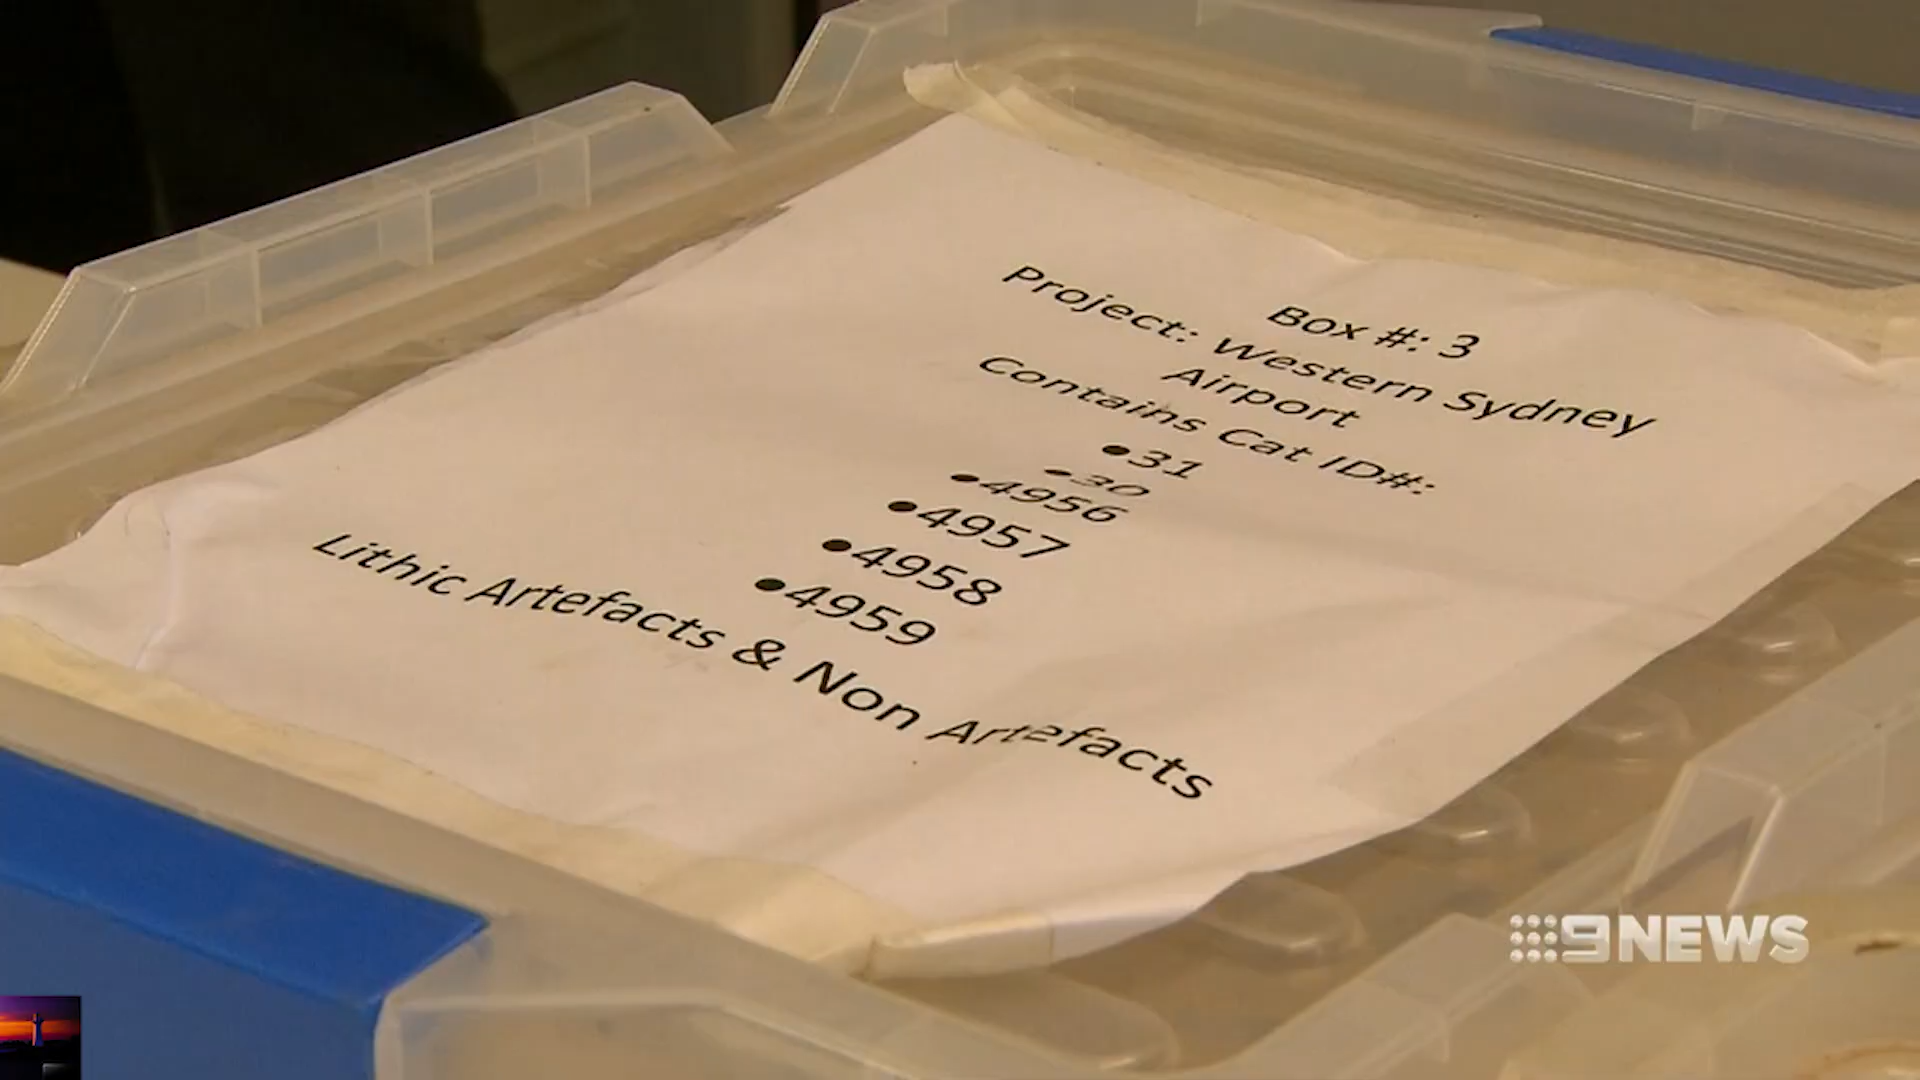 Box #: 3
Project: Western Sydney
Airport
Contains Cat ID#:
•31
•30
•4956
•4957
•4958
•4959
Lithic Artefacts & Non Artefacts
9NEWS